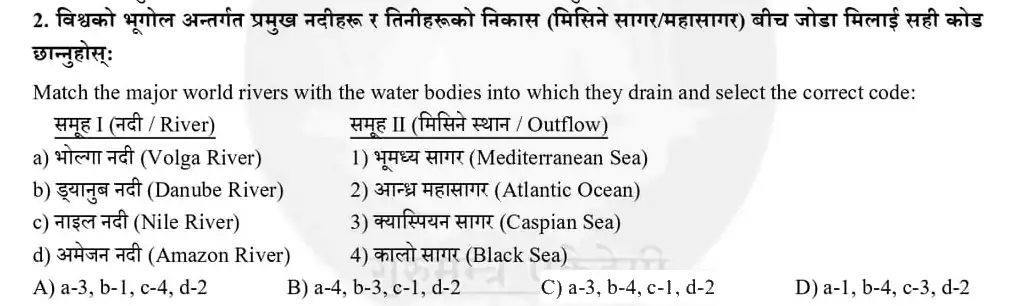 2. विश्वको भूगोल अन्तर्गत प्रमुख नदीहरू र तिनीहरूको निकास (मिसिने सागर/महासागर) बीच जोडा मिलाई सही कोड
छान्नुहोस्:
Match the major world rivers with the water bodies into which they drain and select the correct code:
समूह I (नदी / River) समूह II (मिसिने स्थान / Outflow)
a) भोल्गा नदी (Volga River) 1) भूमध्य सागर (Mediterranean Sea)
b) ड्यानुब नदी (Danube River) 2) आन्ध्र महासागर (Atlantic Ocean)
c) नाइल नदी (Nile River) 3) क्यास्पियन सागर (Caspian Sea)
d) अमेजन नदी (Amazon River) 4) कालो सागर (Black Sea)
A) a-3, b-1, c-4, d-2 B) a-4, b-3, c-1, d-2 C) a-3, b-4, c-1, d-2 D) a-1, b-4, c-3, d-2